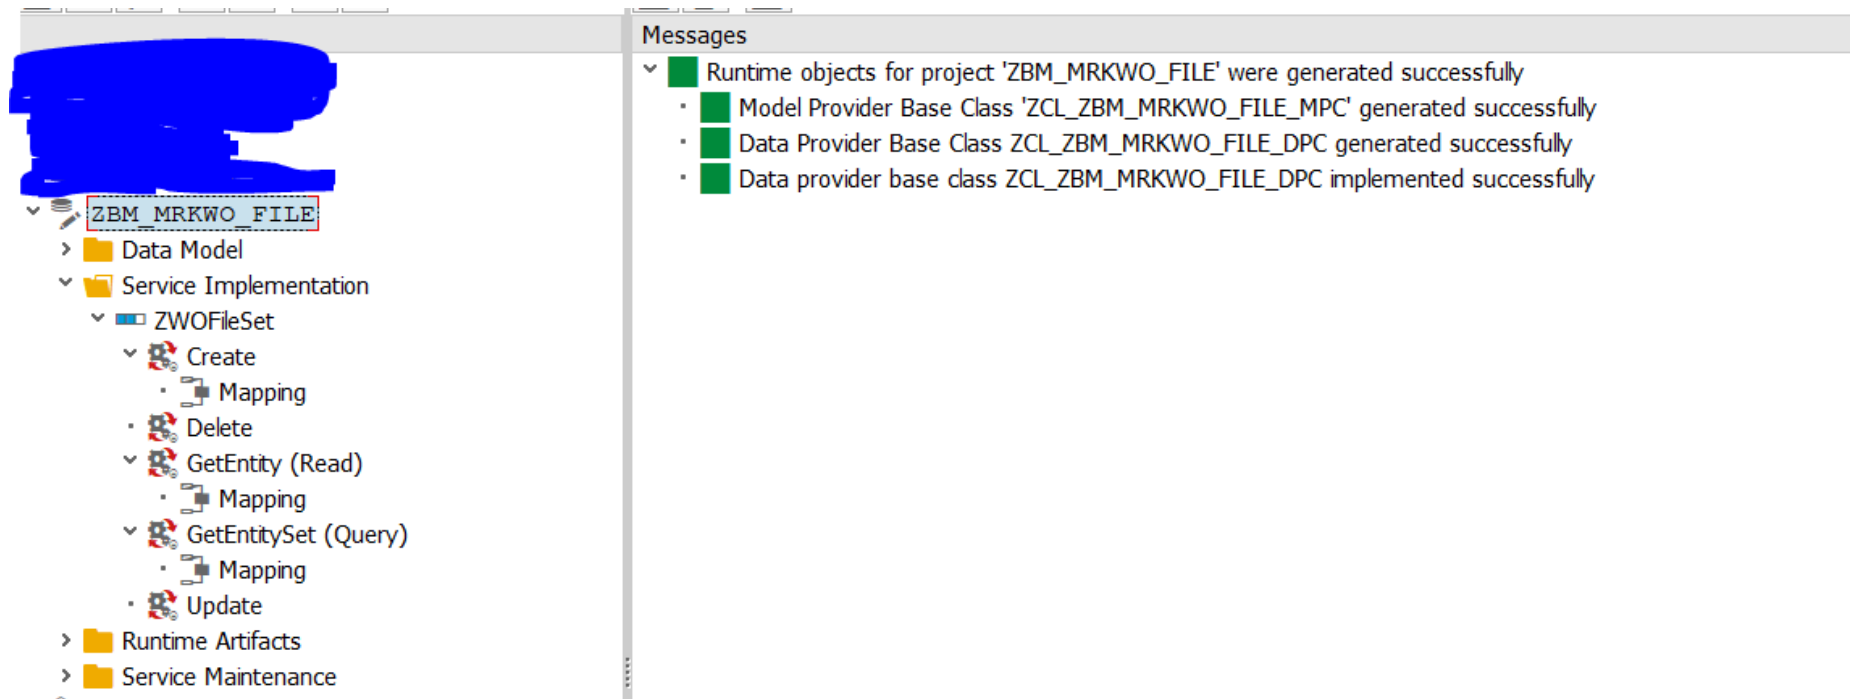 Messages
Runtime objects for project 'ZBM_MRKWO_FILE' were generated successfully
Model Provider Base Class 'ZCL_ZBM_MRKWO_FILE_MPC' generated successfully
Data Provider Base Class ZCL_ZBM_MRKWO_FILE_DPC generated successfully
Data provider base class ZCL_ZBM_MRKWO_FILE_DPC implemented successfully
ZBM_MRKWO_FILE
Data Model
Service Implementation
ZWOFileSet
Create
Mapping
Delete
GetEntity (Read)
Mapping
GetEntitySet (Query)
Mapping
Update
Runtime Artifacts
Service Maintenance